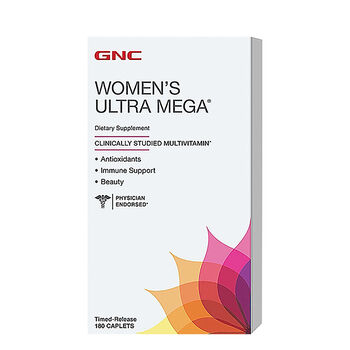 GNC
WOMEN'S
ULTRA MEGA®
Dietary Supplement
CLINICALLY STUDIED MULTIVITAMIN*
• Antioxidants
• Immune Support
• Beauty
PHYSICIAN
ENDORSED*
Timed-Release
180 CAPLETS